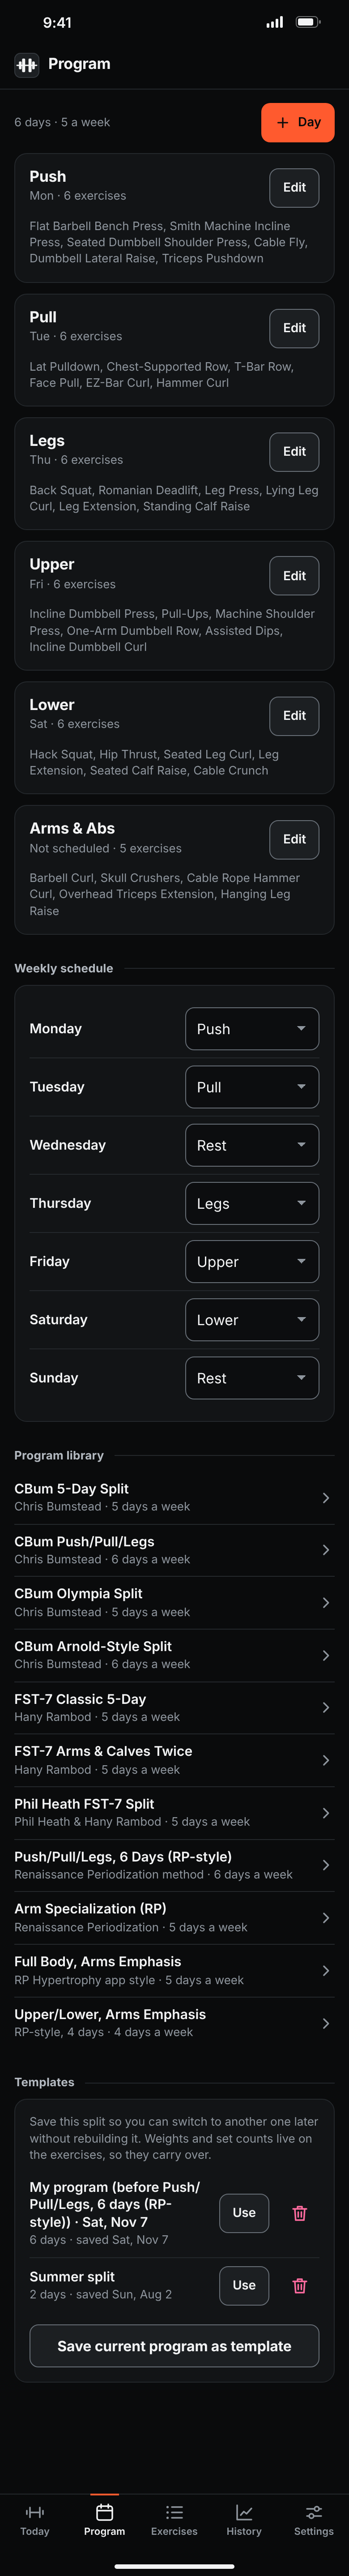 9:41
Program
6 days · 5 a week
+ Day
Push
Mon · 6 exercises
Edit
Flat Barbell Bench Press, Smith Machine Incline
Press, Seated Dumbbell Shoulder Press, Cable Fly,
Dumbbell Lateral Raise, Triceps Pushdown
Pull
Tue · 6 exercises
Edit
Lat Pulldown, Chest-Supported Row, T-Bar Row,
Face Pull, EZ-Bar Curl, Hammer Curl
Legs
Thu · 6 exercises
Edit
Back Squat, Romanian Deadlift, Leg Press, Lying Leg
Curl, Leg Extension, Standing Calf Raise
Upper
Fri · 6 exercises
Edit
Incline Dumbbell Press, Pull-Ups, Machine Shoulder
Press, One-Arm Dumbbell Row, Assisted Dips,
Incline Dumbbell Curl
Lower
Sat · 6 exercises
Edit
Hack Squat, Hip Thrust, Seated Leg Curl, Leg
Extension, Seated Calf Raise, Cable Crunch
Arms & Abs
Not scheduled · 5 exercises
Edit
Barbell Curl, Skull Crushers, Cable Rope Hammer
Curl, Overhead Triceps Extension, Hanging Leg
Raise
Weekly schedule
Monday Push
Tuesday Pull
Wednesday Rest
Thursday Legs
Friday Upper
Saturday Lower
Sunday Rest
Program library
CBum 5-Day Split
Chris Bumstead · 5 days a week
CBum Push/Pull/Legs
Chris Bumstead · 6 days a week
CBum Olympia Split
Chris Bumstead · 5 days a week
CBum Arnold-Style Split
Chris Bumstead · 6 days a week
FST-7 Classic 5-Day
Hany Rambod · 5 days a week
FST-7 Arms & Calves Twice
Hany Rambod · 5 days a week
Phil Heath FST-7 Split
Phil Heath & Hany Rambod · 5 days a week
Push/Pull/Legs, 6 Days (RP-style)
Renaissance Periodization method · 6 days a week
Arm Specialization (RP)
Renaissance Periodization · 5 days a week
Full Body, Arms Emphasis
RP Hypertrophy app style · 5 days a week
Upper/Lower, Arms Emphasis
RP-style, 4 days · 4 days a week
Templates
Save this split so you can switch to another one later
without rebuilding it. Weights and set counts live on
the exercises, so they carry over.
My program (before Push/
Pull/Legs, 6 days (RP-
style)) · Sat, Nov 7
6 days · saved Sat, Nov 7
Use
Summer split
2 days · saved Sun, Aug 2
Use
Save current program as template
Today
Program
Exercises
History
Settings